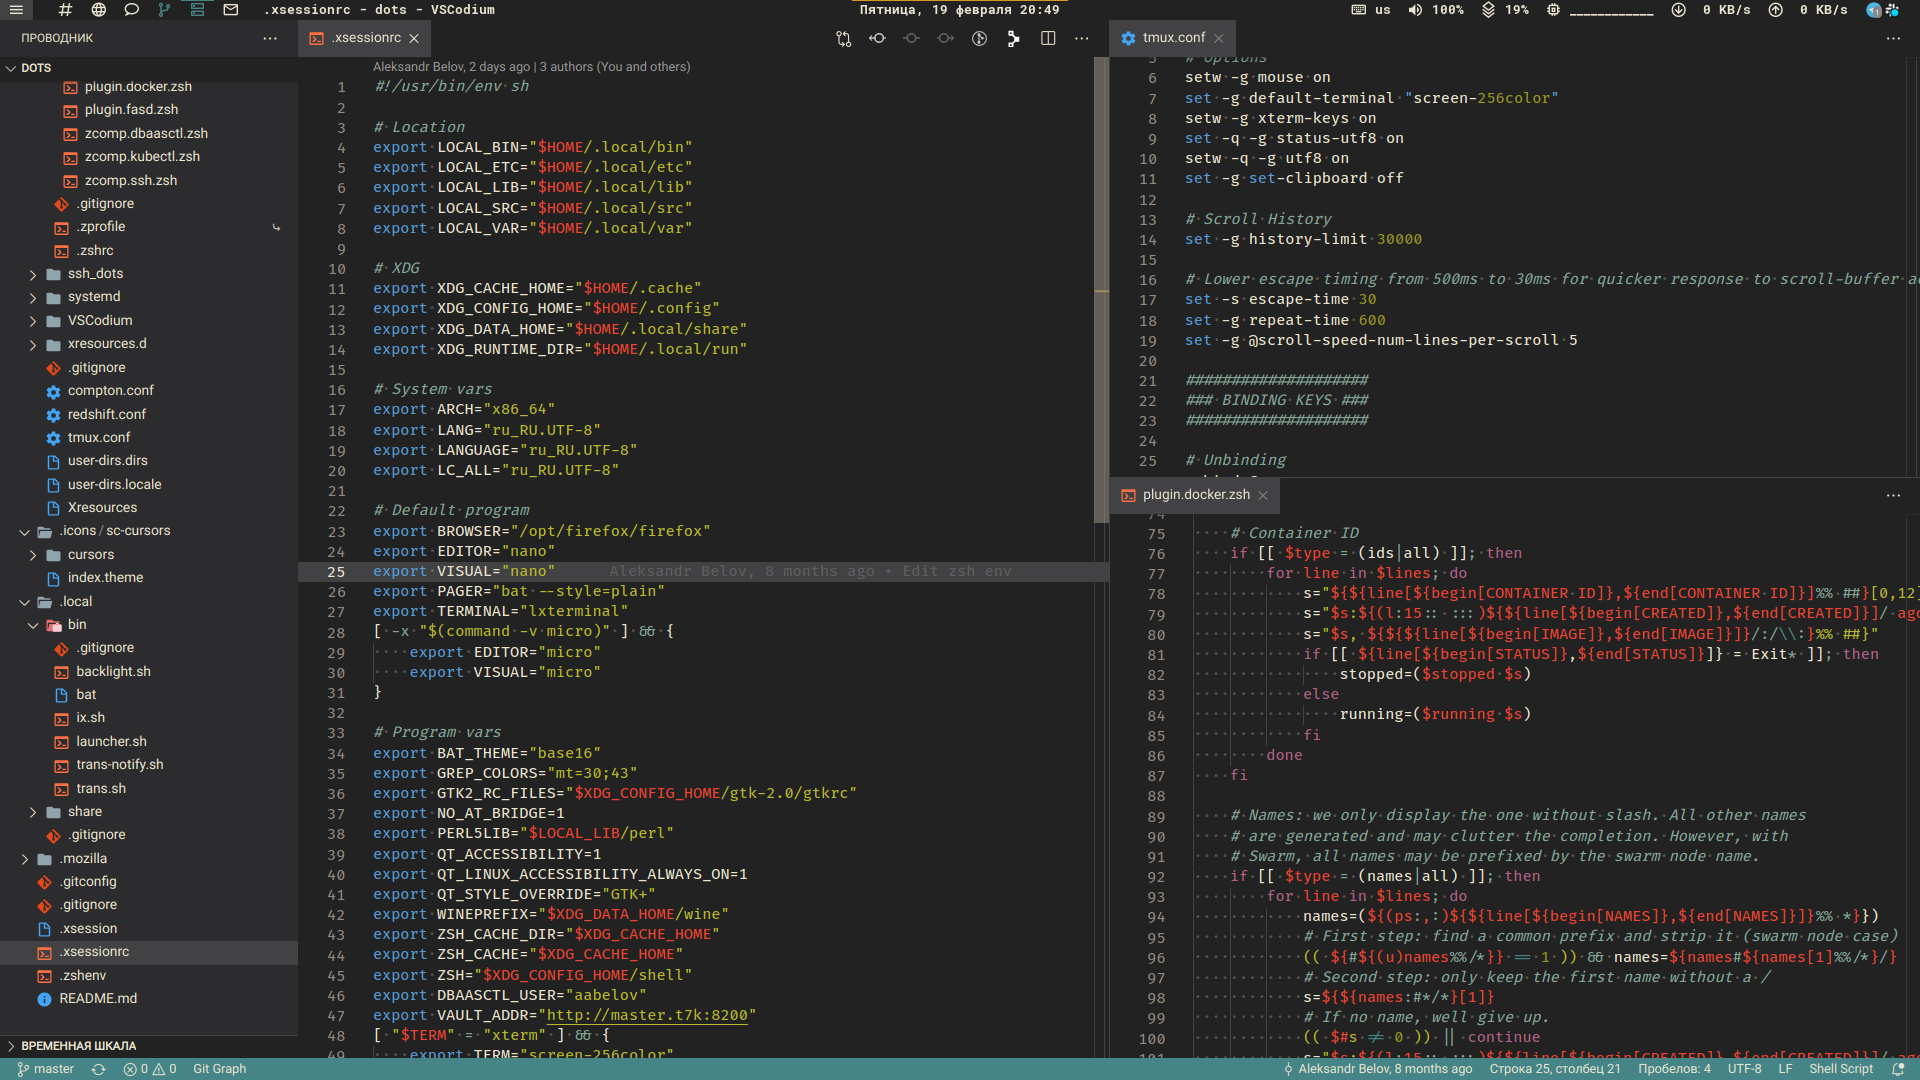 .xsessionrc - dots - VSCodium
Пятница, 19 февраля 20:49
us 100% 19% 0 KB/s 0 KB/s
ПРОВОДНИК
DOTS
plugin.docker.zsh
plugin.fasd.zsh
zcomp.dbaasctl.zsh
zcomp.kubectl.zsh
zcomp.ssh.zsh
.gitignore
.zprofile
.zshrc
ssh_dots
systemd
VSCodium
xresources.d
.gitignore
compton.conf
redshift.conf
tmux.conf
user-dirs.dirs
user-dirs.locale
Xresources
.icons / sc-cursors
cursors
index.theme
.local
bin
.gitignore
backlight.sh
bat
ix.sh
launcher.sh
trans-notify.sh
trans.sh
share
.gitignore
.mozilla
.gitconfig
.gitignore
.xsession
.xsessionrc
.zshenv
README.md
ВРЕМЕННАЯ ШКАЛА
.xsessionrc
Aleksandr Belov, 2 days ago | 3 authors (You and others)
1 #!/usr/bin/env sh
2
3 # Location
4 export LOCAL_BIN="$HOME/.local/bin"
5 export LOCAL_ETC="$HOME/.local/etc"
6 export LOCAL_LIB="$HOME/.local/lib"
7 export LOCAL_SRC="$HOME/.local/src"
8 export LOCAL_VAR="$HOME/.local/var"
9
10 # XDG
11 export XDG_CACHE_HOME="$HOME/.cache"
12 export XDG_CONFIG_HOME="$HOME/.config"
13 export XDG_DATA_HOME="$HOME/.local/share"
14 export XDG_RUNTIME_DIR="$HOME/.local/run"
15
16 # System vars
17 export ARCH="x86_64"
18 export LANG="ru_RU.UTF-8"
19 export LANGUAGE="ru_RU.UTF-8"
20 export LC_ALL="ru_RU.UTF-8"
21
22 # Default program
23 export BROWSER="/opt/firefox/firefox"
24 export EDITOR="nano"
25 export VISUAL="nano" Aleksandr Belov, 8 months ago • Edit zsh env
26 export PAGER="bat --style=plain"
27 export TERMINAL="lxterminal"
28 [ -x "$(command -v micro)" ] && {
29 export EDITOR="micro"
30 export VISUAL="micro"
31 }
32
33 # Program vars
34 export BAT_THEME="base16"
35 export GREP_COLORS="mt=30;43"
36 export GTK2_RC_FILES="$XDG_CONFIG_HOME/gtk-2.0/gtkrc"
37 export NO_AT_BRIDGE=1
38 export PERL5LIB="$LOCAL_LIB/perl"
39 export QT_ACCESSIBILITY=1
40 export QT_LINUX_ACCESSIBILITY_ALWAYS_ON=1
41 export QT_STYLE_OVERRIDE="GTK+"
42 export WINEPREFIX="$XDG_DATA_HOME/wine"
43 export ZSH_CACHE_DIR="$XDG_CACHE_HOME"
44 export ZSH_CACHE="$XDG_CACHE_HOME"
45 export ZSH="$XDG_CONFIG_HOME/shell"
46 export DBAASCTL_USER="aabelov"
47 export VAULT_ADDR="http://master.t7k:8200"
48 [ "$TERM" = "xterm" ] && {
49 export TERM="screen-256color"
tmux.conf
5 # Options
6 setw -g mouse on
7 set -g default-terminal "screen-256color"
8 setw -g xterm-keys on
9 set -q -g status-utf8 on
10 setw -q -g utf8 on
11 set -g set-clipboard off
12
13 # Scroll History
14 set -g history-limit 30000
15
16 # Lower escape timing from 500ms to 30ms for quicker response to scroll-buffer
17 set -s escape-time 30
18 set -g repeat-time 600
19 set -g @scroll-speed-num-lines-per-scroll 5
20
21 ####################
22 ### BINDING KEYS ###
23 ####################
24
25 # Unbinding
plugin.docker.zsh
74
75 # Container ID
76 if [[ $type = (ids|all) ]]; then
77 for line in $lines; do
78 s="${${line[${begin[CONTAINER ID]},${end[CONTAINER ID]}]%% ##}[0,12]
79 s="$s:${(l:15:: :::)${${line[${begin[CREATED]},${end[CREATED]}]/ ago
80 s="$s, ${${${line[${begin[IMAGE]},${end[IMAGE]}]}/:/\\:}%% ##}"
81 if [[ ${line[${begin[STATUS]},${end[STATUS]}]} = Exit* ]]; then
82 stopped=($stopped $s)
83 else
84 running=($running $s)
85 fi
86 done
87 fi
88
89 # Names: we only display the one without slash. All other names
90 # are generated and may clutter the completion. However, with
91 # Swarm, all names may be prefixed by the swarm node name.
92 if [[ $type = (names|all) ]]; then
93 for line in $lines; do
94 names=(${(ps:,:)${${line[${begin[NAMES]},${end[NAMES]}]}%% *}})
95 # First step: find a common prefix and strip it (swarm node case)
96 (( ${#${(u)names%%/*}} == 1 )) && names=${names#${names[1]%%/*}/}
97 # Second step: only keep the first name without a /
98 s=${${names:#*/*}[1]}
99 # If no name, well give up.
100 (( $#s != 0 )) || continue
101 s="$s:${(l:15:: :::)${${line[${begin[CREATED]},${end[CREATED]}]/ ago
master 0 0 Git Graph
Aleksandr Belov, 8 months ago Строка 25, столбец 21 Пробелов: 4 UTF-8 LF Shell Script